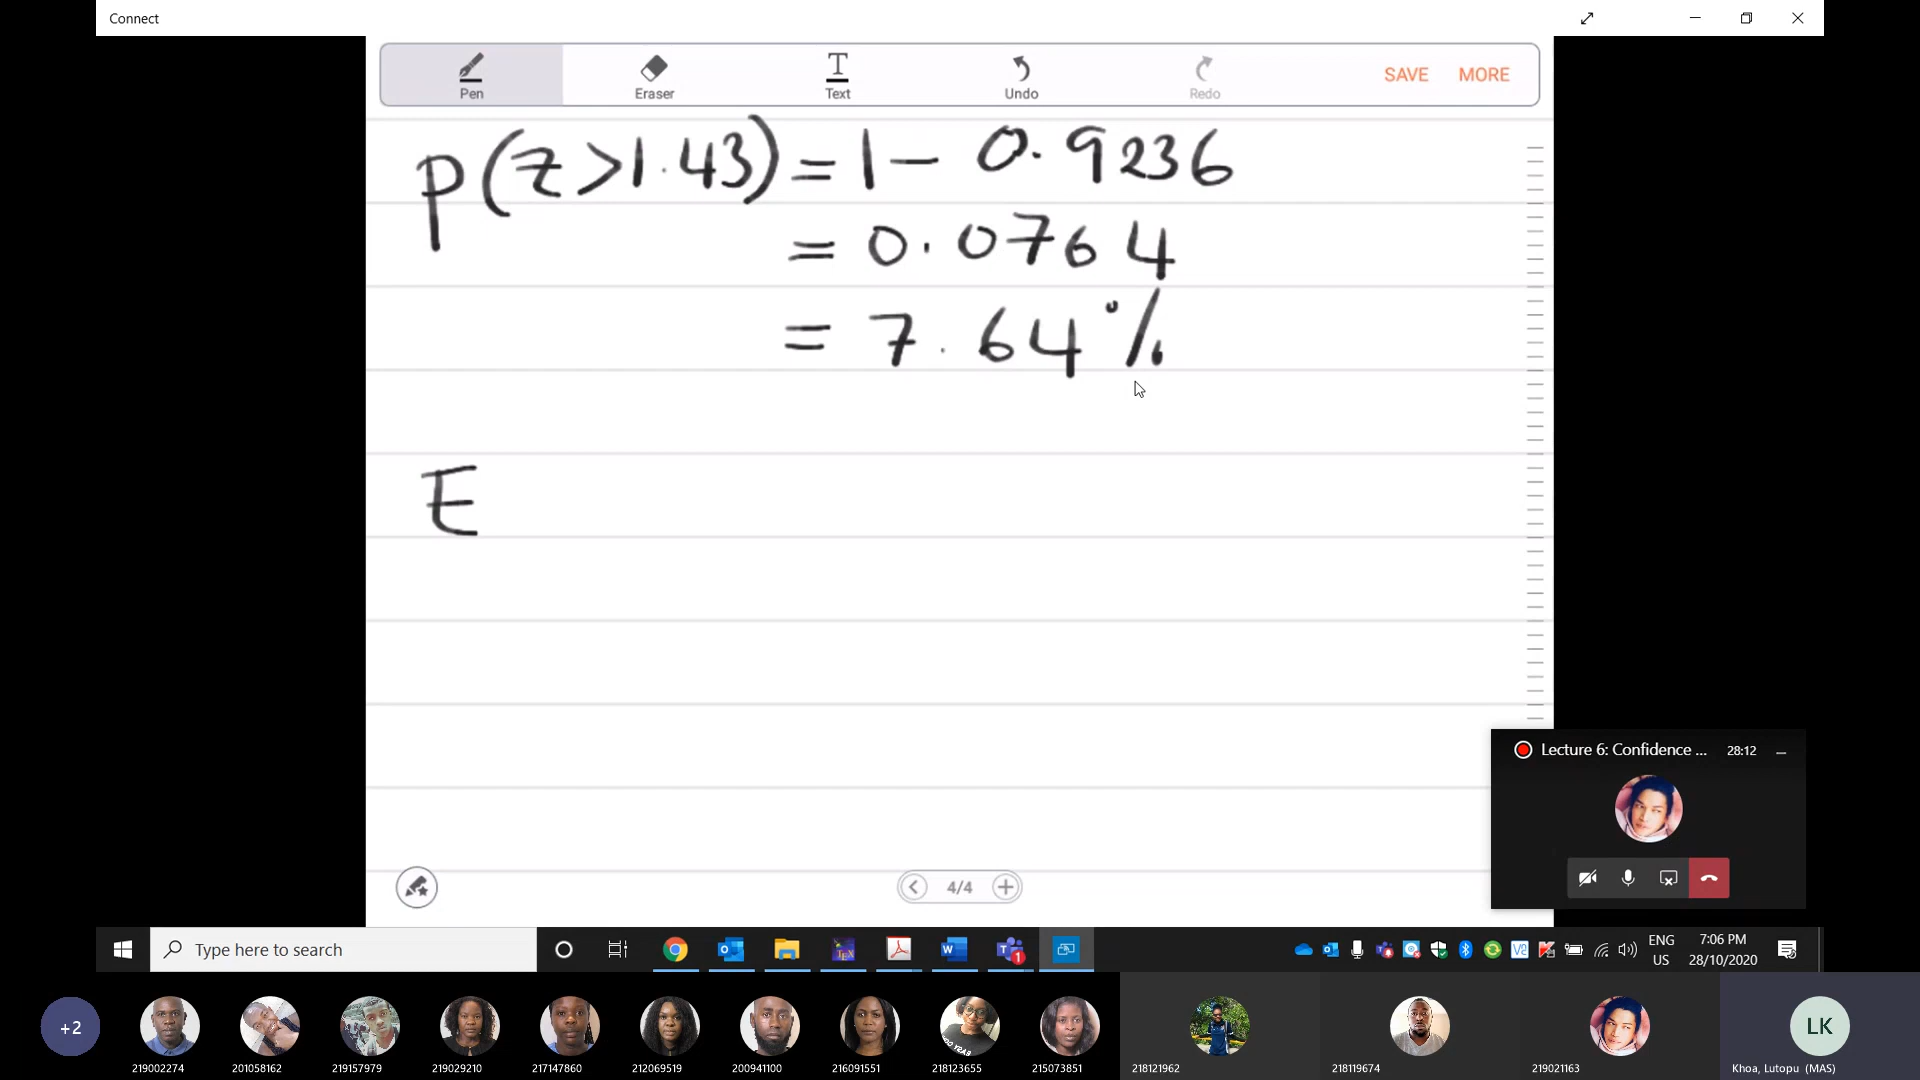 Connect
Pen
Eraser
T
Text
Undo
Redo
SAVE
MORE
p(z>1.43) = 1 - 0.9236
= 0.0764
= 7.64%
E
Lecture 6: Confidence ...
28:12
4/4
Type here to search
1
ENG
US
7:06 PM
28/10/2020
+2
219002274
201058162
219157979
219029210
217147860
212069519
200941100
216091551
218123655
215073851
218121962
218119674
219021163
LK
Khoa, Lutopu (MAS)